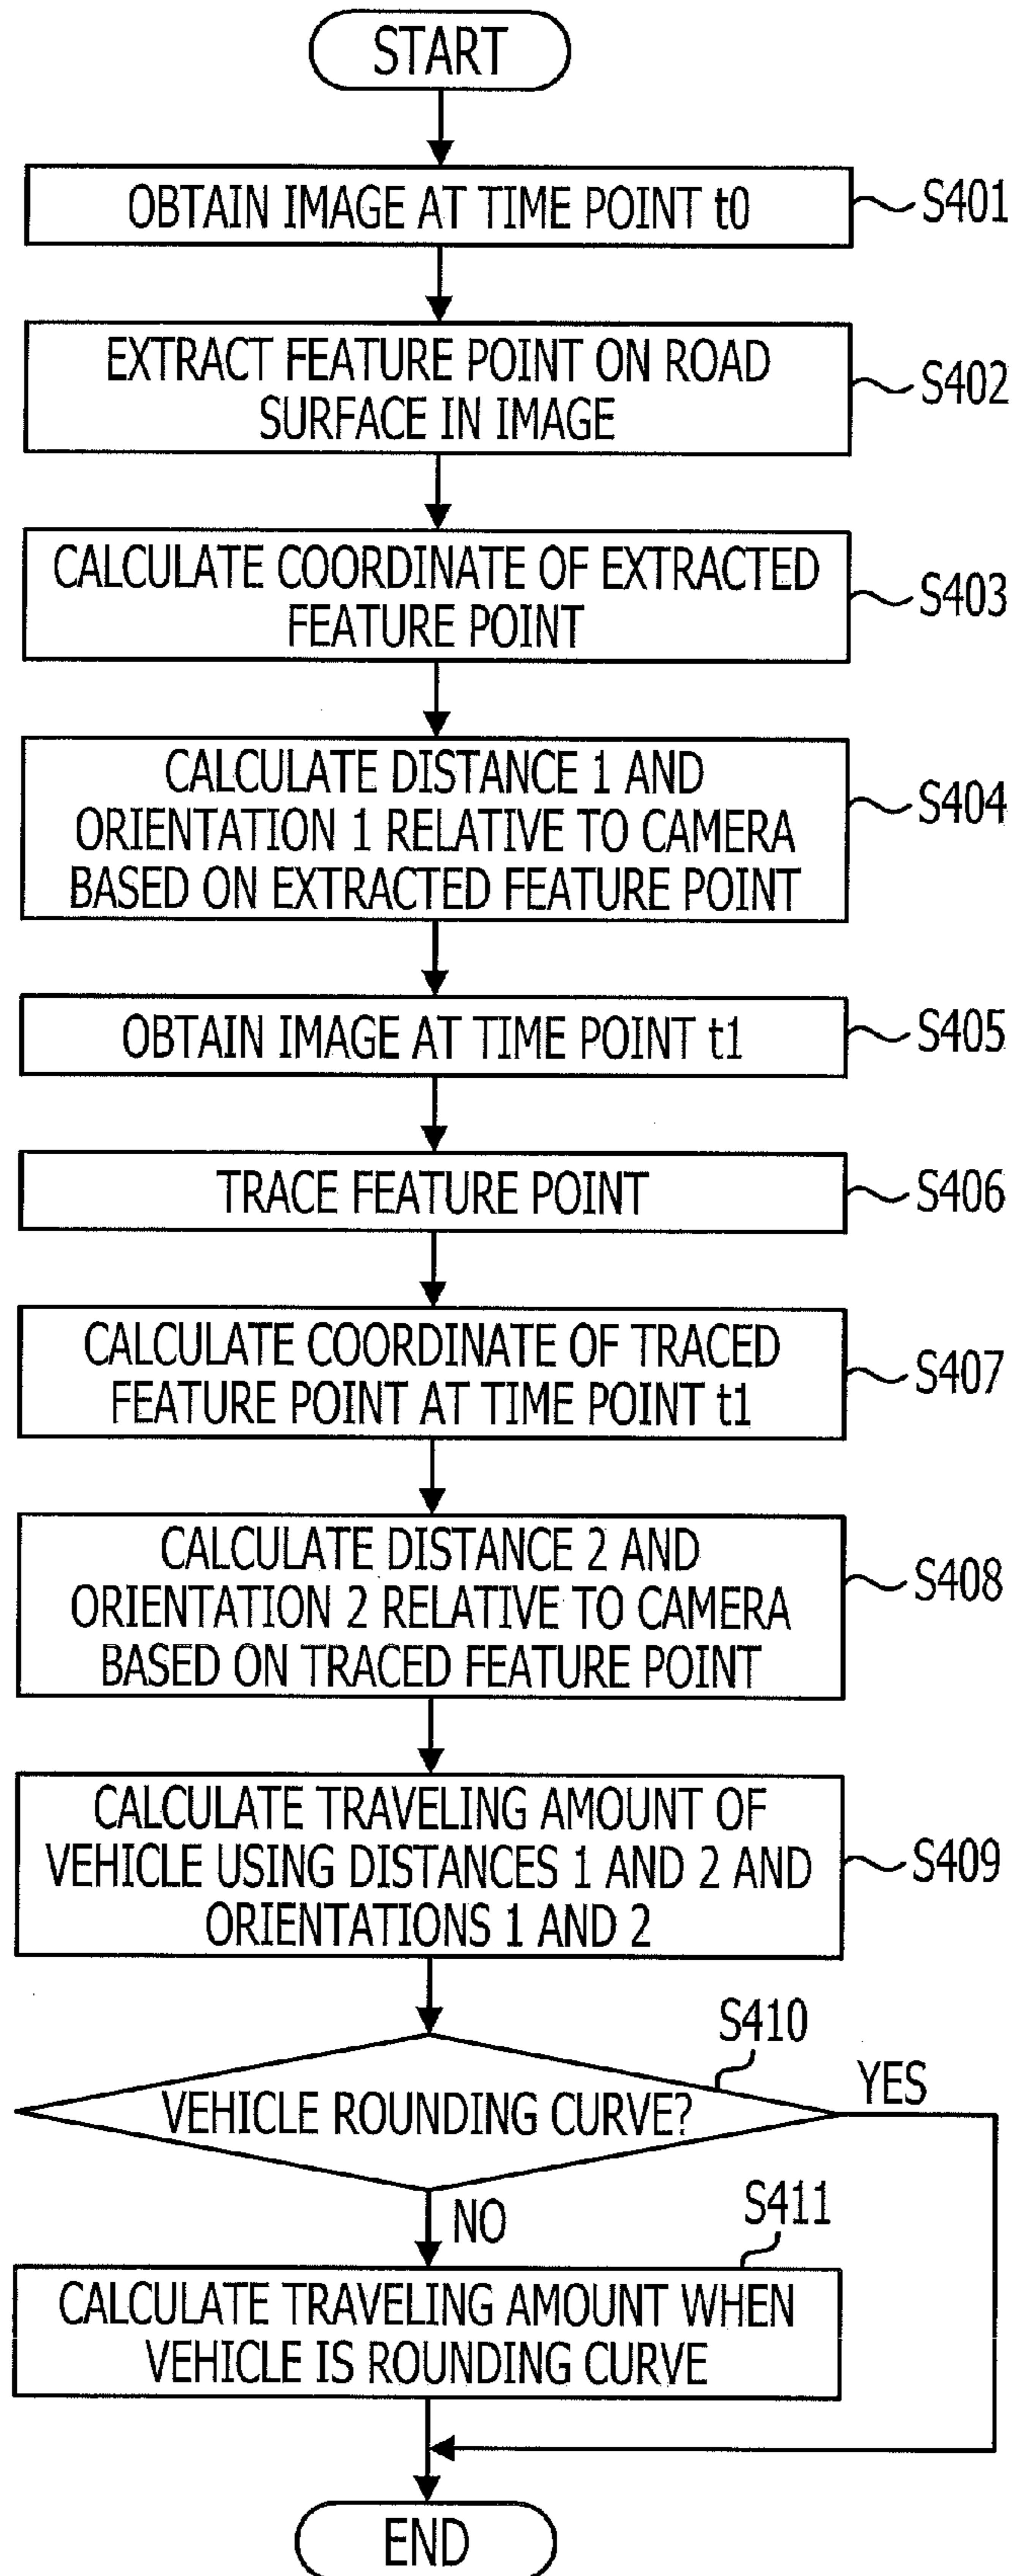 START
OBTAIN IMAGE AT TIME POINT t0
S401
EXTRACT FEATURE POINT ON ROAD
SURFACE IN IMAGE
S402
CALCULATE COORDINATE OF EXTRACTED
FEATURE POINT
S403
CALCULATE DISTANCE 1 AND
ORIENTATION 1 RELATIVE TO CAMERA
BASED ON EXTRACTED FEATURE POINT
S404
OBTAIN IMAGE AT TIME POINT t1
S405
TRACE FEATURE POINT
S406
CALCULATE COORDINATE OF TRACED
FEATURE POINT AT TIME POINT t1
S407
CALCULATE DISTANCE 2 AND
ORIENTATION 2 RELATIVE TO CAMERA
BASED ON TRACED FEATURE POINT
S408
CALCULATE TRAVELING AMOUNT OF
VEHICLE USING DISTANCES 1 AND 2 AND
ORIENTATIONS 1 AND 2
S409
S410
VEHICLE ROUNDING CURVE?
YES
NO
S411
CALCULATE TRAVELING AMOUNT WHEN
VEHICLE IS ROUNDING CURVE
END